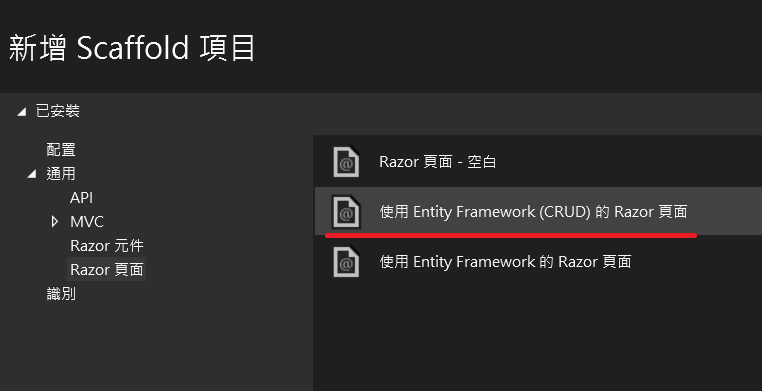 新增 Scaffold 項目
已安裝
配置
通用
API
MVC
Razor 元件
Razor 頁面
識別
Razor 頁面 - 空白
使用 Entity Framework (CRUD) 的 Razor 頁面
使用 Entity Framework 的 Razor 頁面